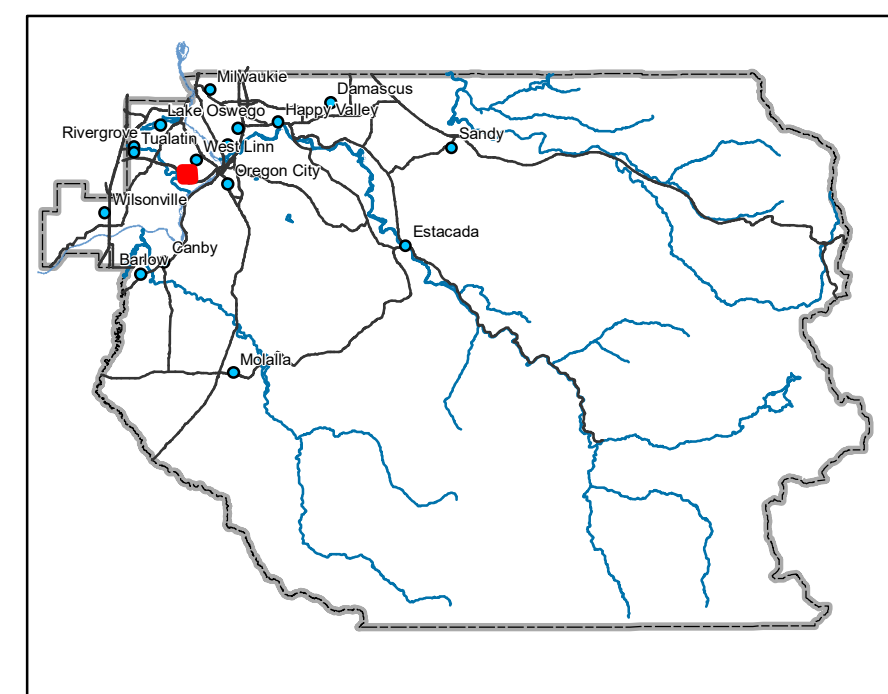 Milwaukie
Damascus
Lake Oswego
Happy Valley
Rivergrove
Tualatin
West Linn
Sandy
Oregon City
Wilsonville
Estacada
Canby
Barlow
Molalla